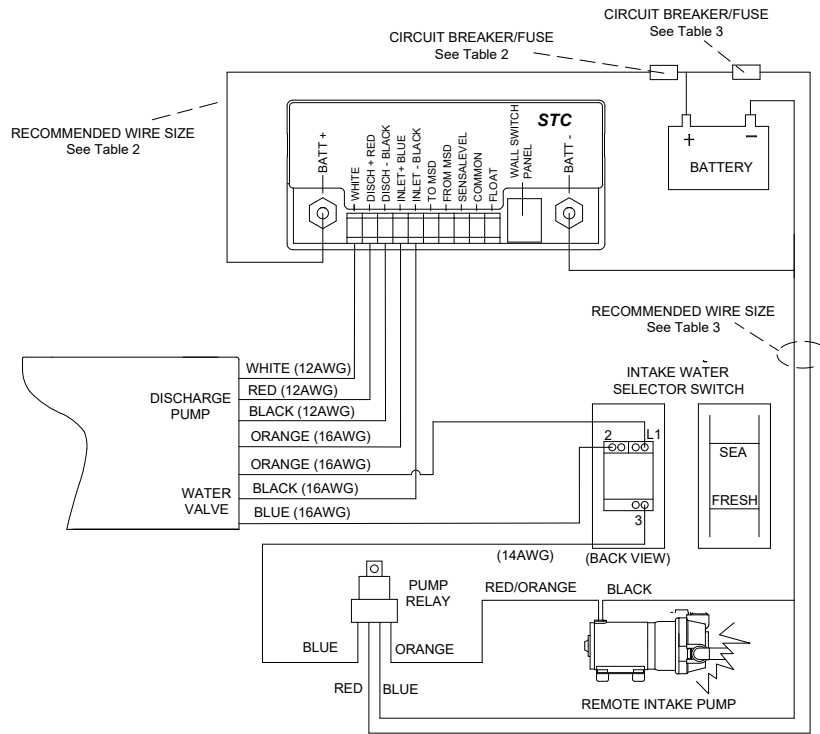 CIRCUIT BREAKER/FUSE
See Table 2
CIRCUIT BREAKER/FUSE
See Table 3
RECOMMENDED WIRE SIZE
See Table 2
STC
BATT +
WHITE
DISCH + RED
DISCH - BLACK
INLET+ BLUE
INLET - BLACK
TO MSD
FROM MSD
SENSALEVEL
COMMON
FLOAT
WALL SWITCH
PANEL
BATT -
+
−
BATTERY
RECOMMENDED WIRE SIZE
See Table 3
DISCHARGE
PUMP
WHITE (12AWG)
RED (12AWG)
BLACK (12AWG)
ORANGE (16AWG)
ORANGE (16AWG)
WATER
VALVE
BLACK (16AWG)
BLUE (16AWG)
INTAKE WATER
SELECTOR SWITCH
2
L1
3
SEA
FRESH
(14AWG)
(BACK VIEW)
PUMP
RELAY
RED/ORANGE
BLACK
BLUE
ORANGE
RED
BLUE
REMOTE INTAKE PUMP